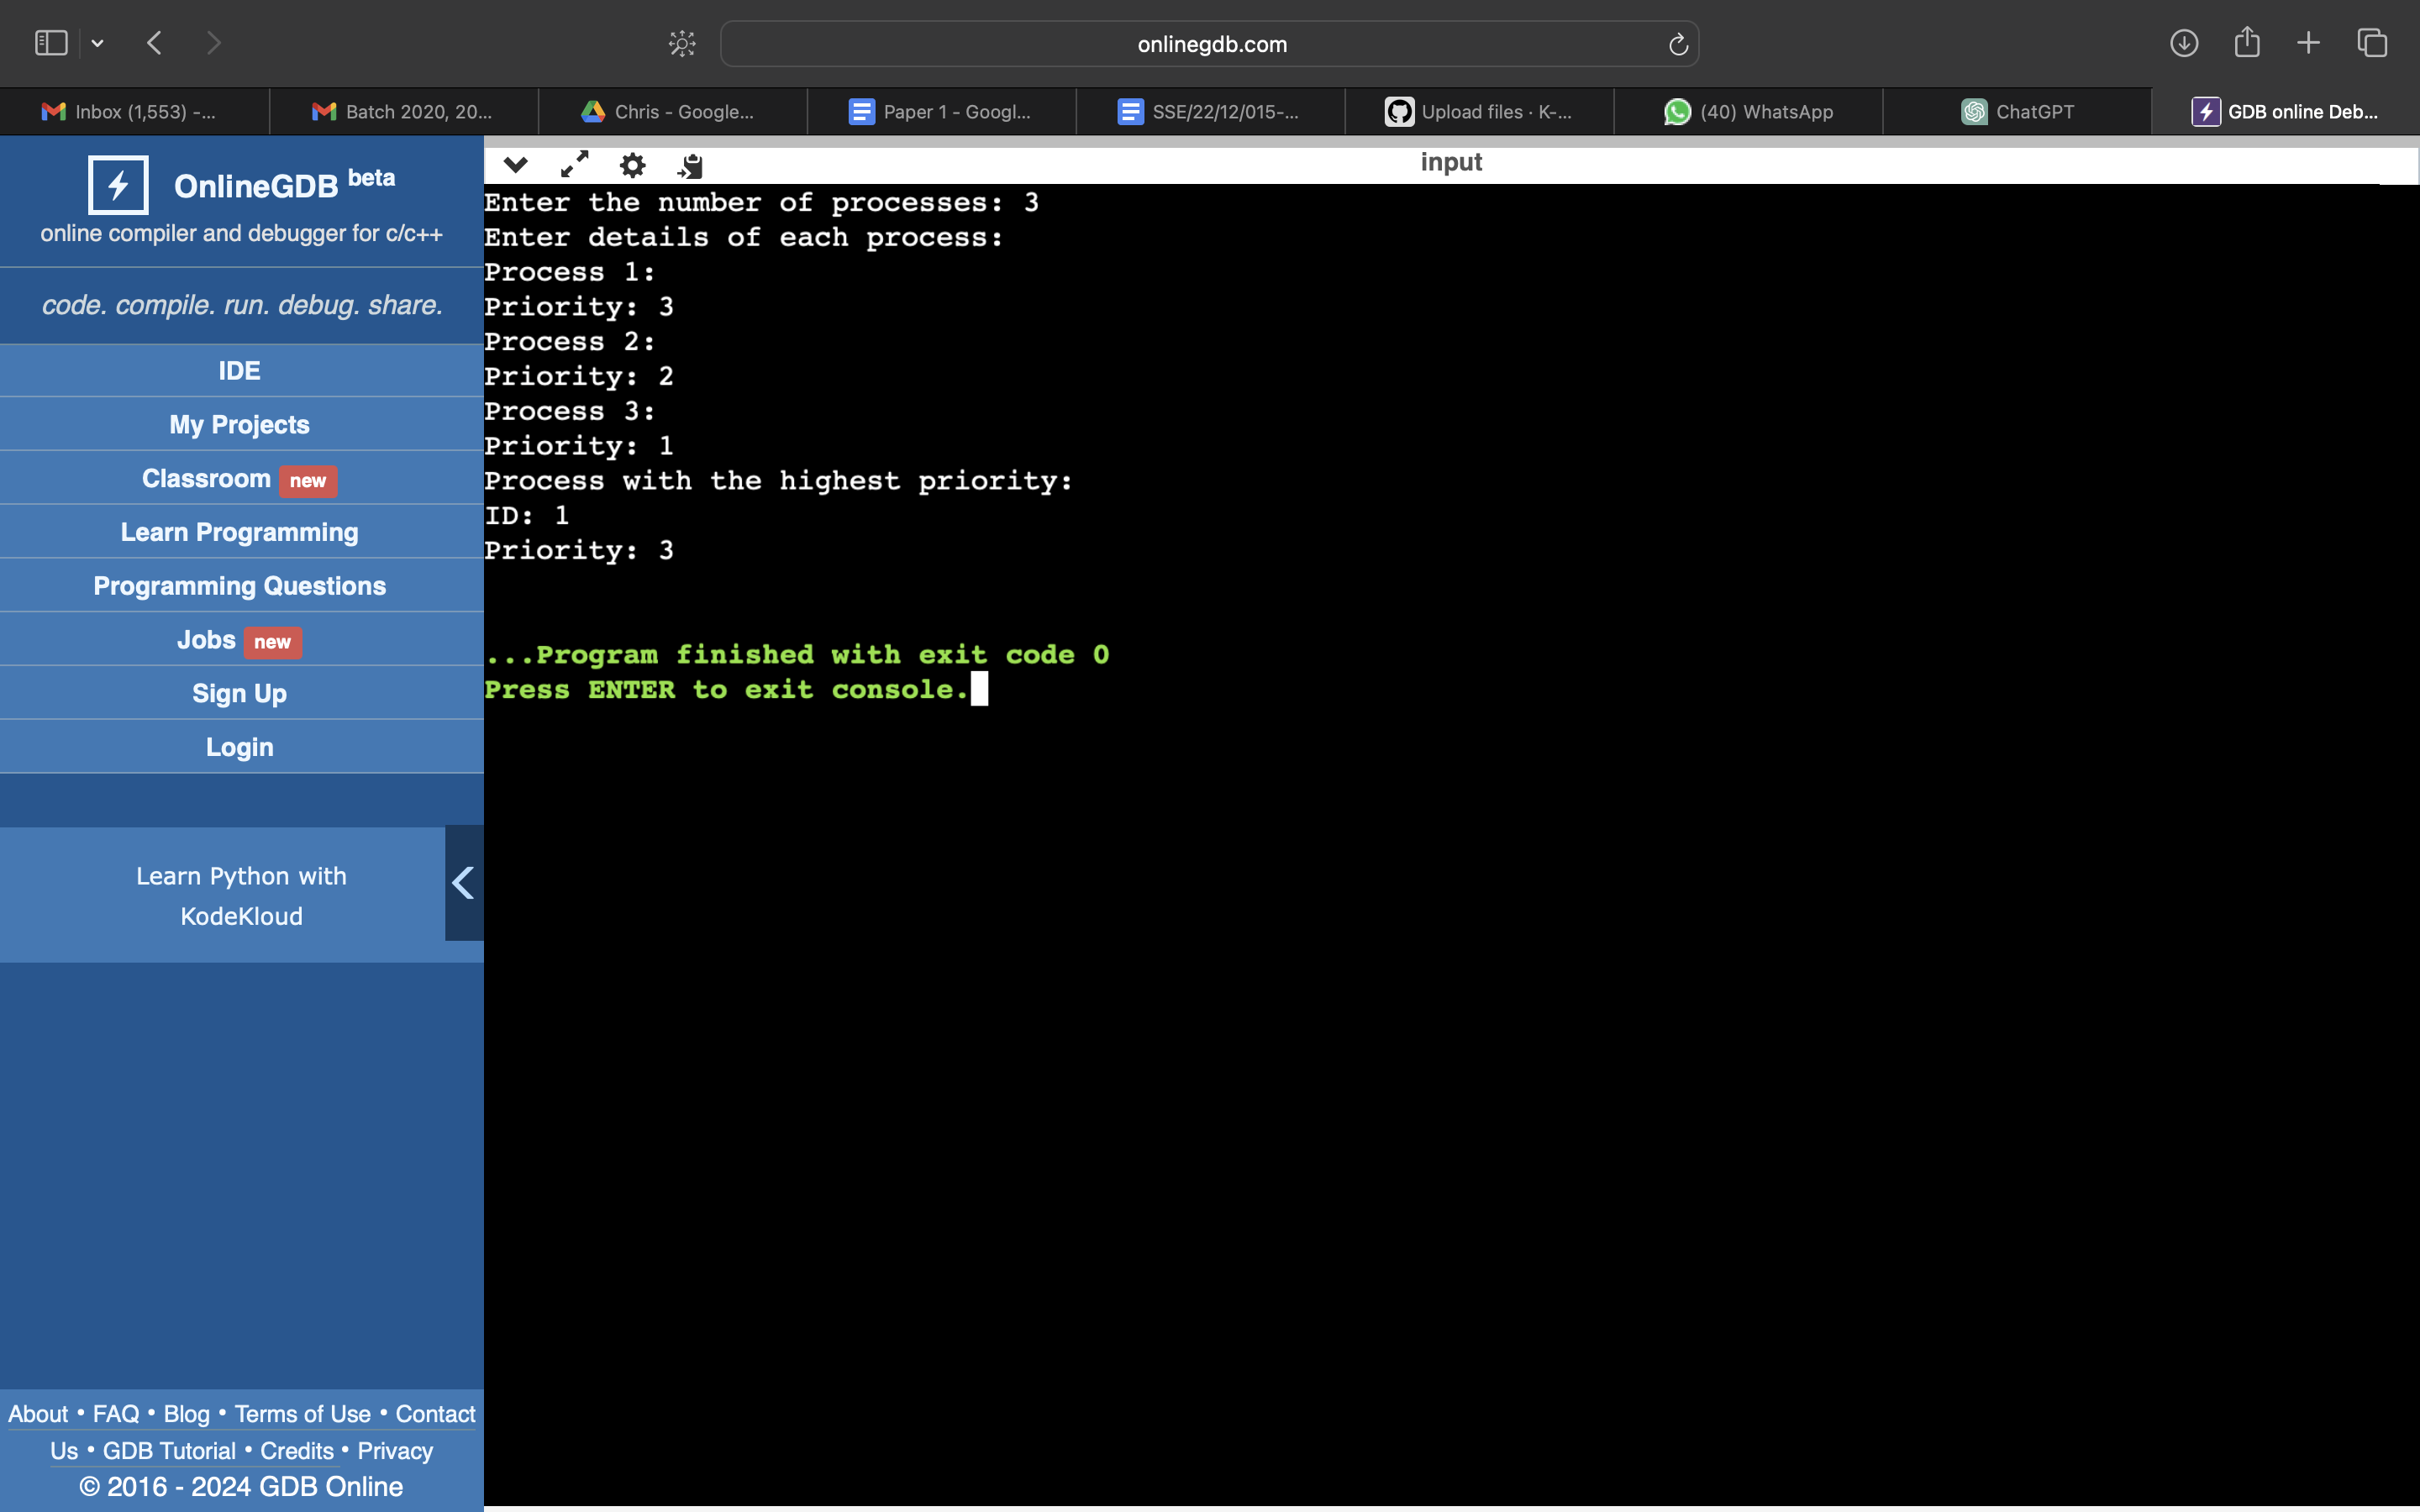 onlinegdb.com
Inbox (1,553) -...
Batch 2020, 20...
Chris - Google...
Paper 1 - Googl...
SSE/22/12/015-...
Upload files · K-...
(40) WhatsApp
ChatGPT
GDB online Deb...
OnlineGDB beta
online compiler and debugger for c/c++
code. compile. run. debug. share.
IDE
My Projects
Classroom new
Learn Programming
Programming Questions
Jobs new
Sign Up
Login
Learn Python with
KodeKloud
About • FAQ • Blog • Terms of Use • Contact
Us • GDB Tutorial • Credits • Privacy
© 2016 - 2024 GDB Online
input
Enter the number of processes: 3
Enter details of each process:
Process 1:
Priority: 3
Process 2:
Priority: 2
Process 3:
Priority: 1
Process with the highest priority:
ID: 1
Priority: 3
...Program finished with exit code 0
Press ENTER to exit console.